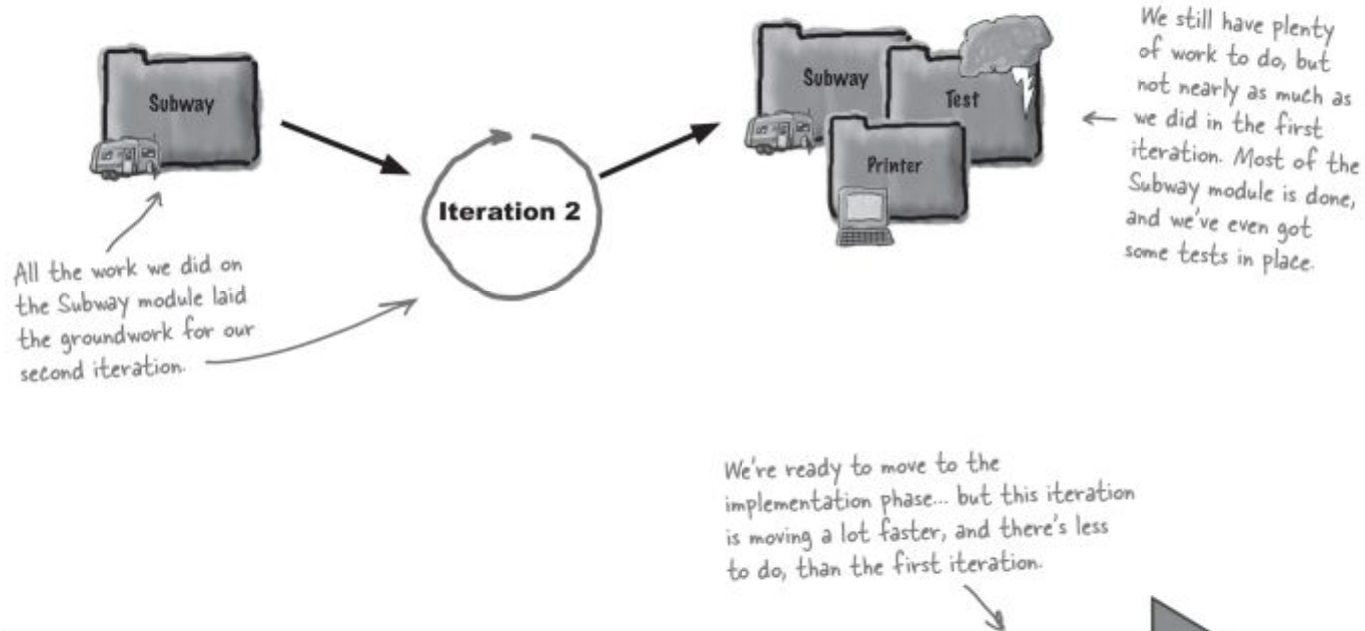 Subway
All the work we did on
the Subway module laid
the groundwork for our
second iteration.
Iteration 2
Subway
Test
Printer
We still have plenty
of work to do, but
not nearly as much as
we did in the first
iteration. Most of the
Subway module is done,
and we've even got
some tests in place.
We're ready to move to the
implementation phase... but this iteration
is moving a lot faster, and there's less
to do, than the first iteration.